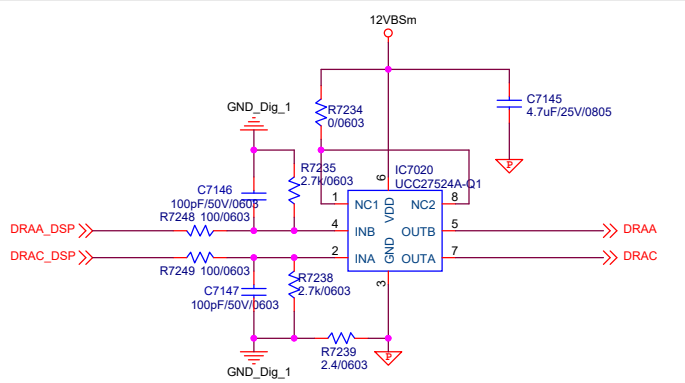 12VBSm
R7234
0/0603
C7145
4.7uF/25V/0805
P
GND_Dig_1
R7235
2.7k/0603
IC7020
UCC27524A-Q1
C7146
100pF/50V/0603
R7248 100/0603
6
1 NC1 VDD NC2 8
DRAA_DSP
4 INB OUTB 5
DRAA
DRAC_DSP
2 INA GND OUTA 7
DRAC
R7249 100/0603
3
R7238
2.7k/0603
C7147
100pF/50V/0603
R7239
2.4/0603
P
GND_Dig_1